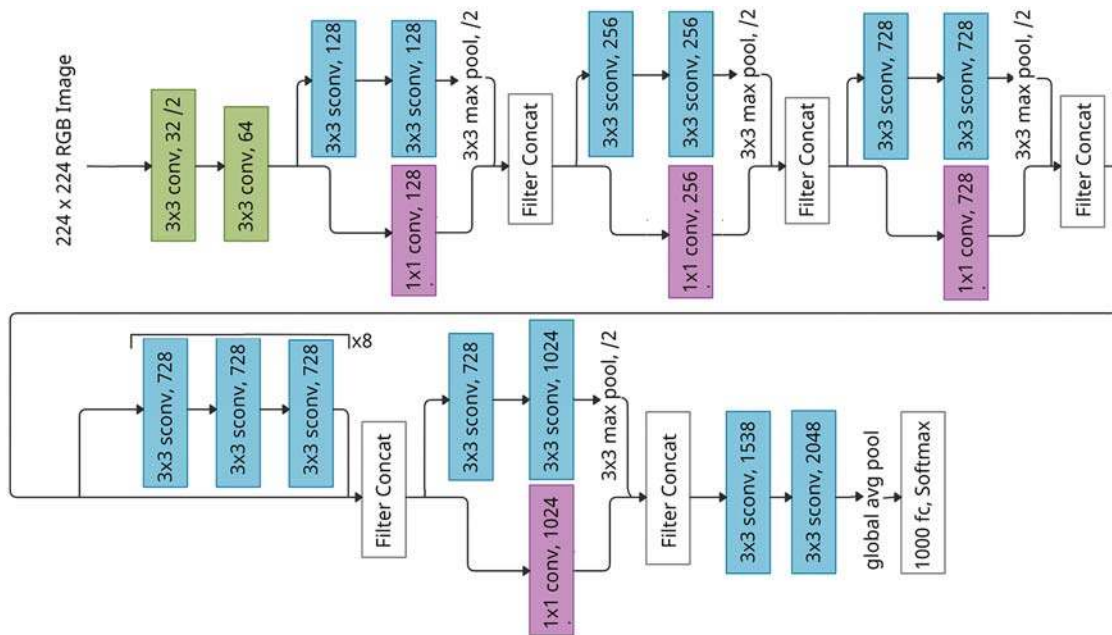 224 x 224 RGB Image
3x3 conv, 32 /2
3x3 conv, 64
3x3 sconv, 128
3x3 sconv, 128
3x3 max pool, /2
1x1 conv, 128
Filter Concat
3x3 sconv, 256
3x3 sconv, 256
3x3 max pool, /2
1x1 conv, 256
Filter Concat
3x3 sconv, 728
3x3 sconv, 728
3x3 max pool, /2
1x1 conv, 728
Filter Concat
3x3 sconv, 728
3x3 sconv, 728
3x3 sconv, 728
x8
Filter Concat
3x3 sconv, 728
3x3 sconv, 1024
3x3 max pool, /2
1x1 conv, 1024
Filter Concat
3x3 sconv, 1538
3x3 sconv, 2048
global avg pool
1000 fc, Softmax